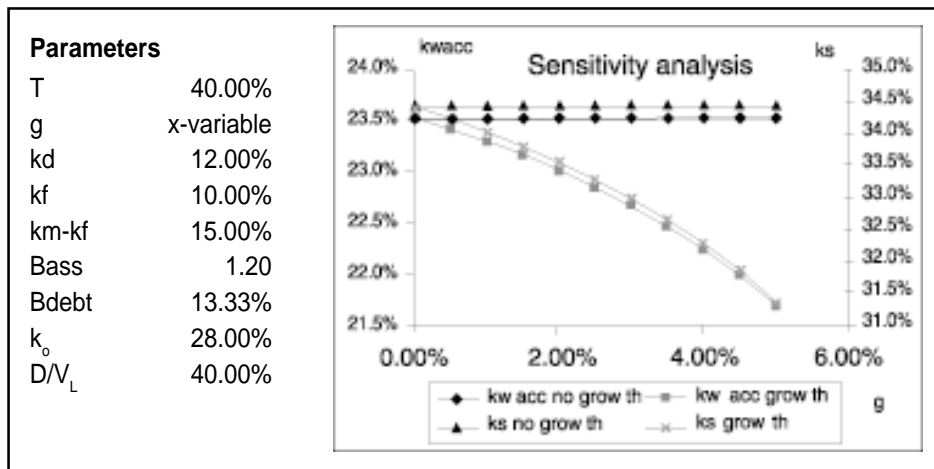 Parameters
T 40.00%
g x-variable
kd 12.00%
kf 10.00%
km-kf 15.00%
Bass 1.20
Bdebt 13.33%
kₒ 28.00%
D/V_L 40.00%
Sensitivity analysis
kwacc
ks
24.0%
23.5%
23.0%
22.5%
22.0%
21.5%
35.0%
34.5%
34.0%
33.5%
33.0%
32.5%
32.0%
31.5%
31.0%
0.00% 2.00% 4.00% 6.00%
g
kw acc no grow th kw acc grow th
ks no grow th ks grow th